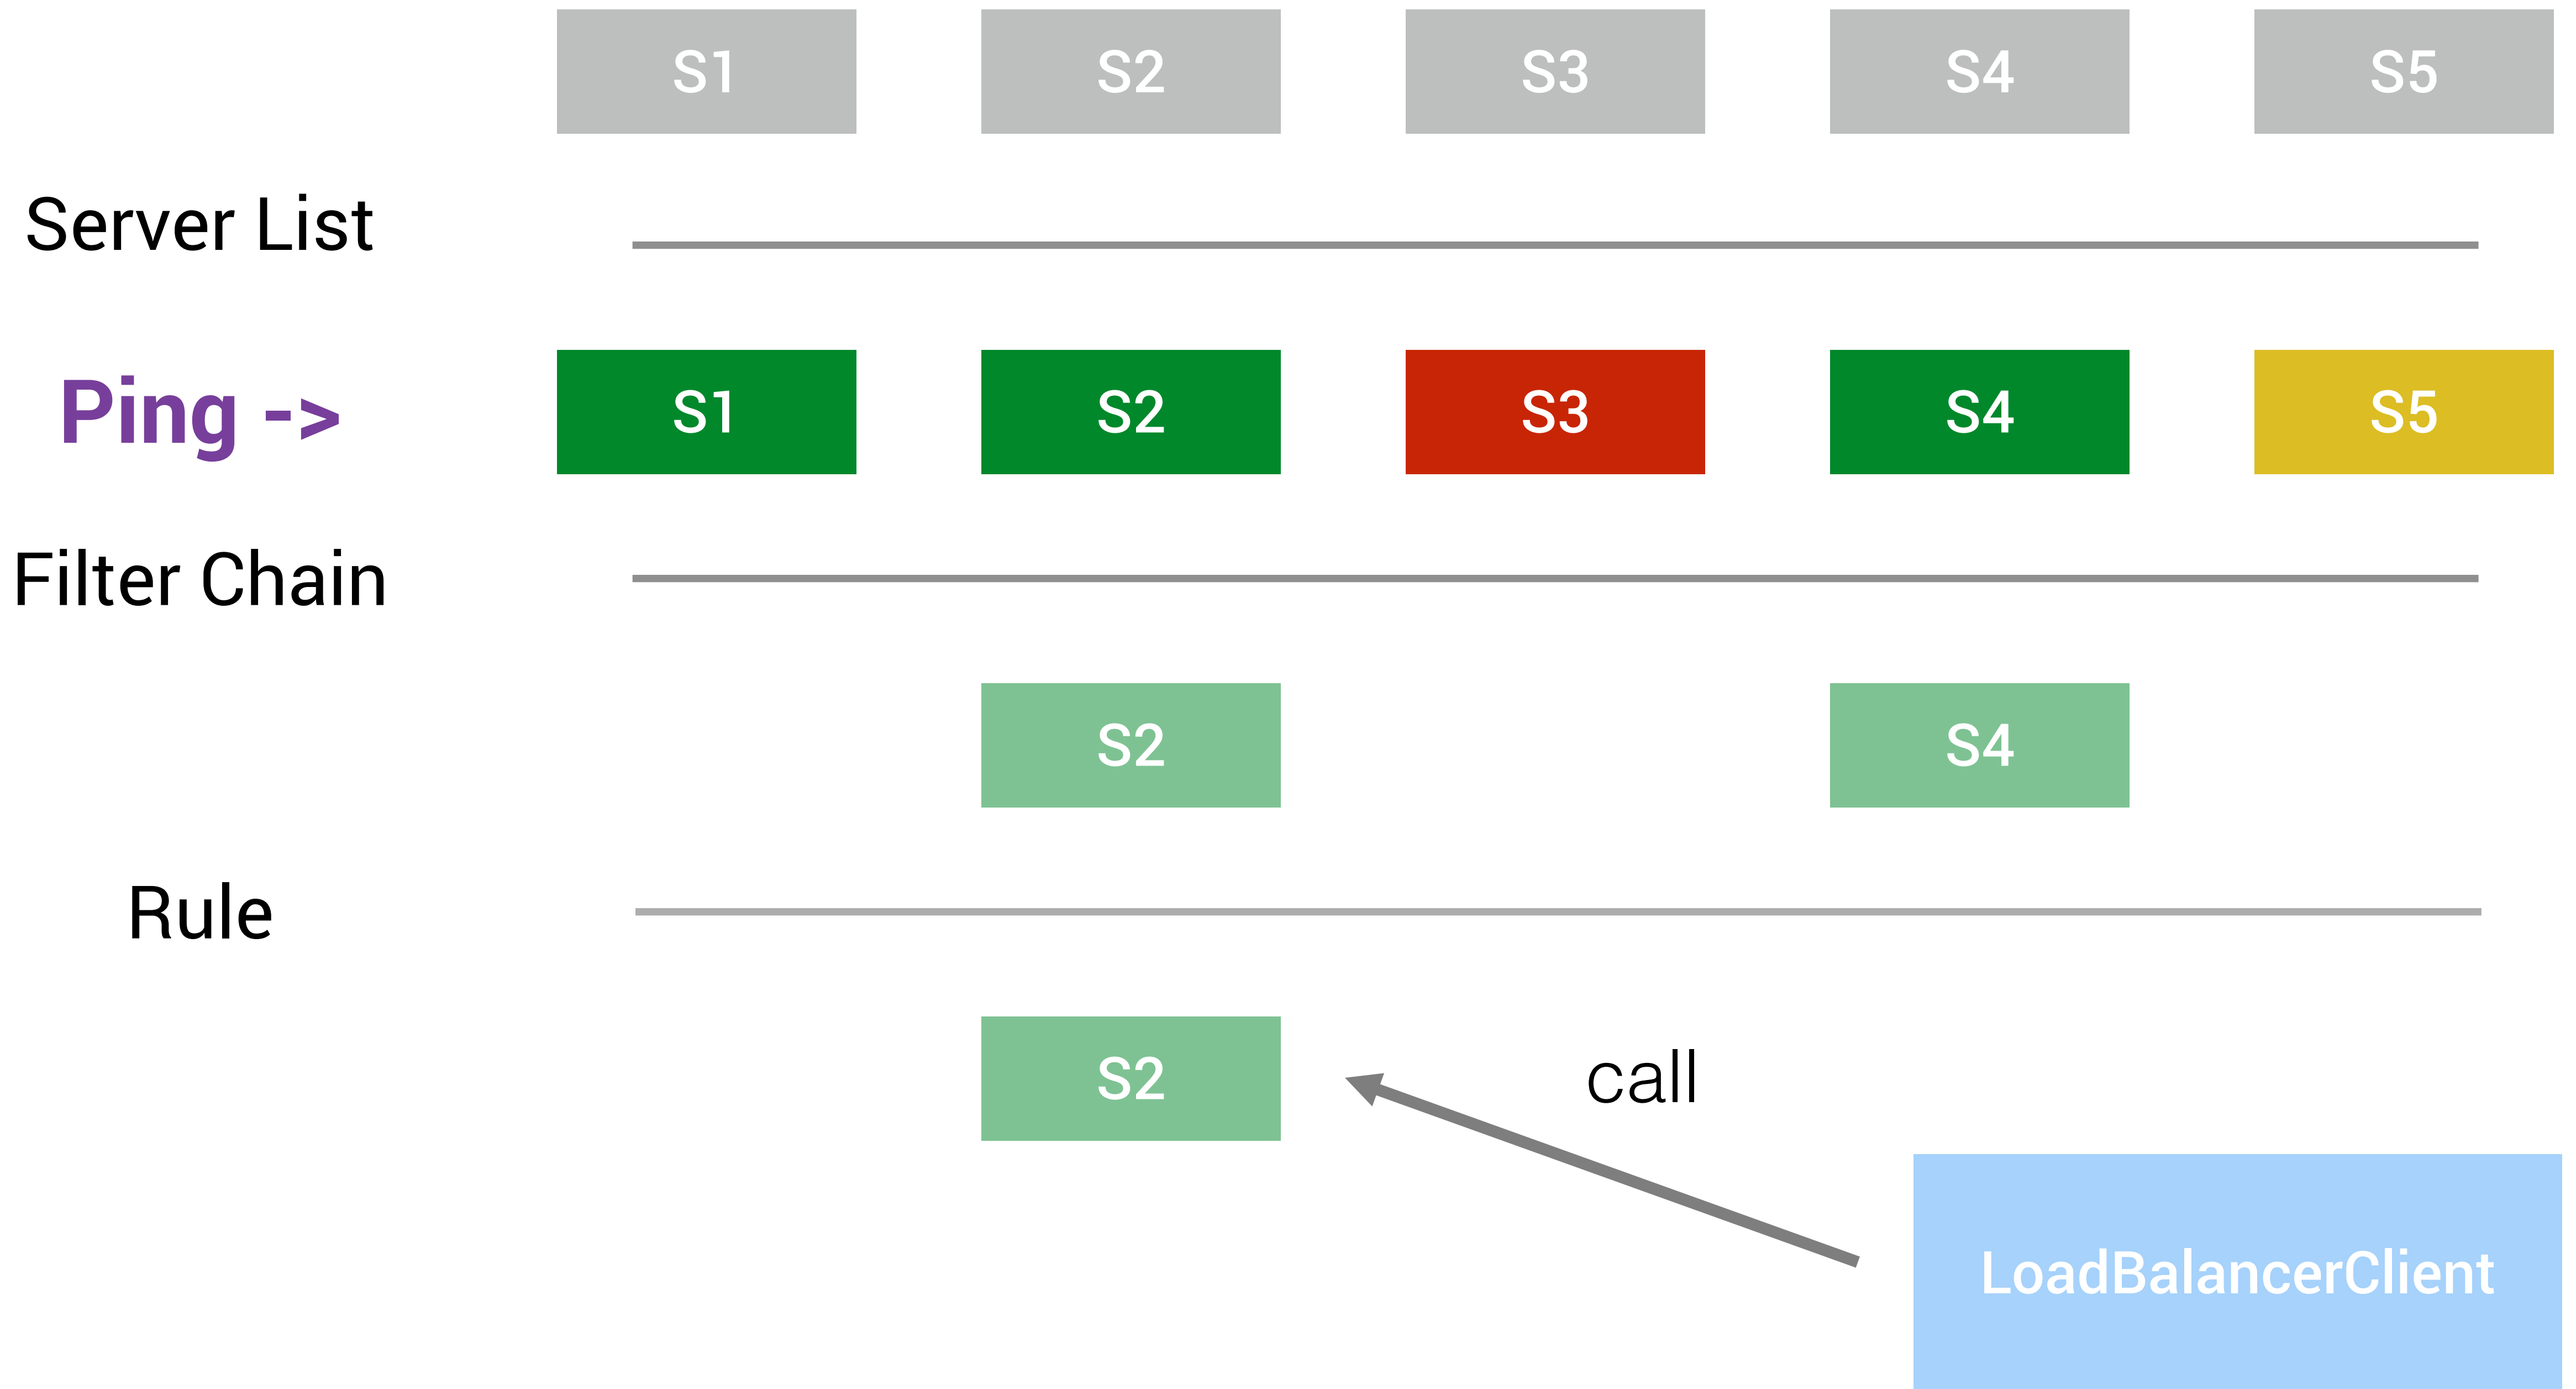 S1 S2 S3 S4 S5
Server List
Ping -> S1 S2 S3 S4 S5
Filter Chain
S2 S4
Rule
S2 call
LoadBalancerClient